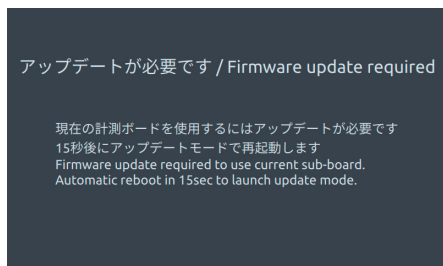 アップデートが必要です / Firmware update required
現在の計測ボードを使用するにはアップデートが必要です
15秒後にアップデートモードで再起動します
Firmware update required to use current sub-board.
Automatic reboot in 15sec to launch update mode.